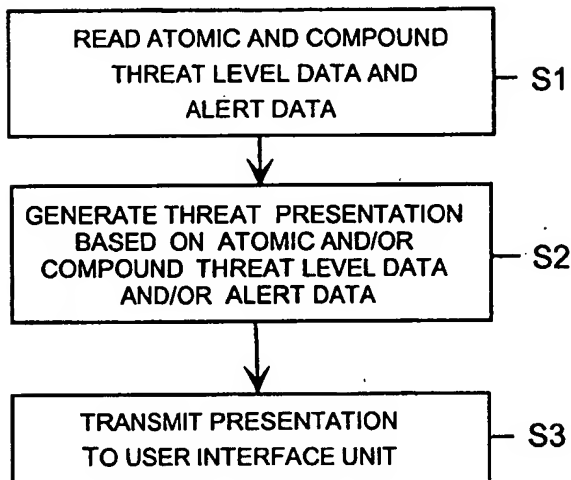 READ ATOMIC AND COMPOUND
THREAT LEVEL DATA AND
ALERT DATA
S1
GENERATE THREAT PRESENTATION
BASED ON ATOMIC AND/OR
COMPOUND THREAT LEVEL DATA
AND/OR ALERT DATA
S2
TRANSMIT PRESENTATION
TO USER INTERFACE UNIT
S3